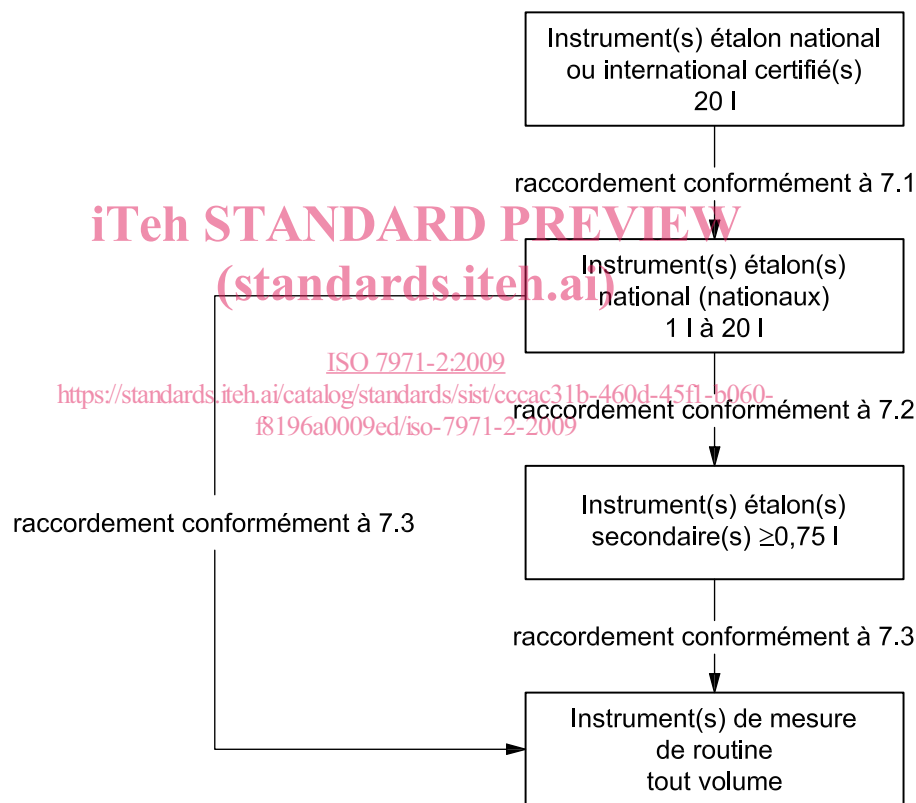 Instrument(s) étalon national
ou international certifié(s)
20 l
raccordement conformément à 7.1
iTeh STANDARD PREVIEW
(standards.iteh.ai)
Instrument(s) étalon(s)
national (nationaux)
1 l à 20 l
ISO 7971-2:2009
https://standards.iteh.ai/catalog/standards/sist/cccac31b-460d-45f1-b060-
f8196a0009ed/iso-7971-2-2009
raccordement conformément à 7.2
Instrument(s) étalon(s)
secondaire(s) ≥0,75 l
raccordement conformément à 7.3
raccordement conformément à 7.3
Instrument(s) de mesure
de routine
tout volume